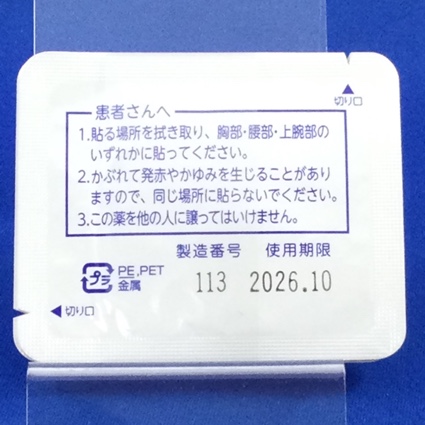 切り口
患者さんへ
1.貼る場所を拭き取り、胸部・腰部・上腕部の
いずれかに貼ってください。
2.かぶれて発赤やかゆみを生じることがあり
ますので、同じ場所に貼らないでください。
3.この薬を他の人に譲ってはいけません。
製造番号 使用期限
プラ PE,PET 113 2026.10
金属
切り口